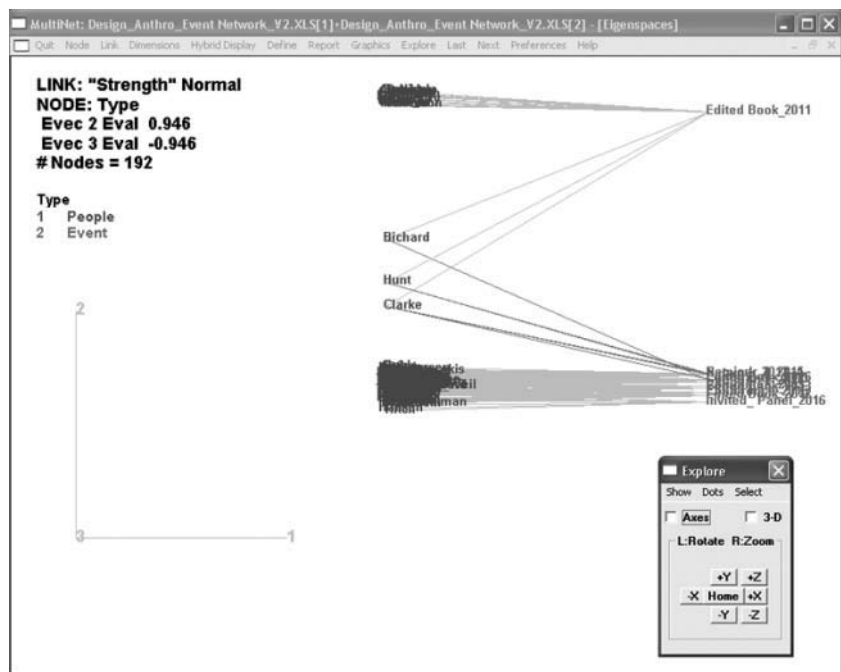 MultiNet: Design_Anthro_Event Network_V2.XLS[1]+Design_Anthro_Event Network_V2.XLS[2] - [Eigenspaces]
Quit Node Link Dimensions Hybrid Display Define Report Graphics Explore Last Next Preferences Help
LINK: "Strength" Normal
NODE: Type
Evec 2 Eval 0.946
Evec 3 Eval -0.946
# Nodes = 192
Type
1 People
2 Event
Edited Book_2011
Bichard
Hunt
Clarke
2
3
1
Invited_ Panel_2016
Explore
Show Dots Select
Axes 3-D
L:Rotate R:Zoom
+Y +Z
-X Home +X
-Y -Z